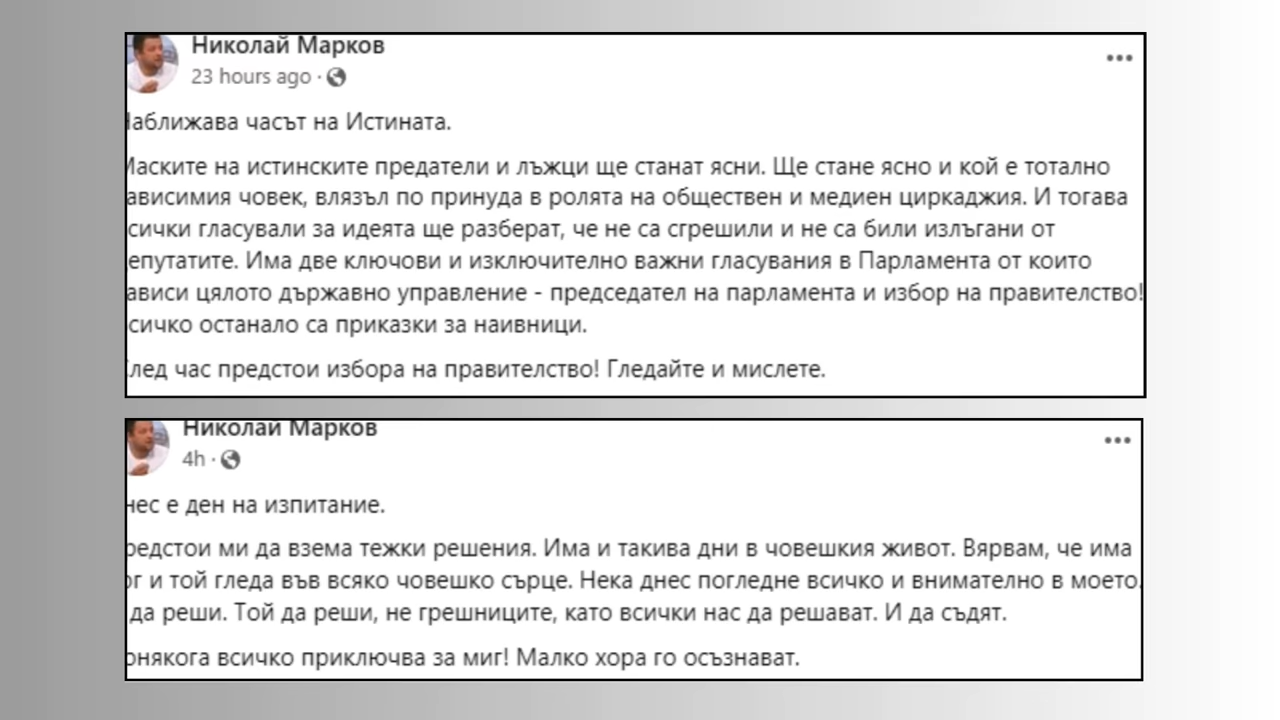 Николай Марков
23 hours ago ·
аближава часът на Истината.
Маските на истинските предатели и лъжци ще станат ясни. Ще стане ясно и кой е тотално
ависимия човек, влязъл по принуда в ролята на обществен и медиен циркаджия. И тогава
сички гласували за идеята ще разберат, че не са сгрешили и не са били излъгани от
епутатите. Има две ключови и изключително важни гласувания в Парламента от които
ависи цялото държавно управление - председател на парламента и избор на правителство!
сичко останало са приказки за наивници.
лед час предстои избора на правителство! Гледайте и мислете.
Николай Марков
4h ·
нес е ден на изпитание.
редстои ми да взема тежки решения. Има и такива дни в човешкия живот. Вярвам, че има
ог и той гледа във всяко човешко сърце. Нека днес погледне всичко и внимателно в моето.
да реши. Той да реши, не грешниците, като всички нас да решават. И да съдят.
онякога всичко приключва за миг! Малко хора го осъзнават.